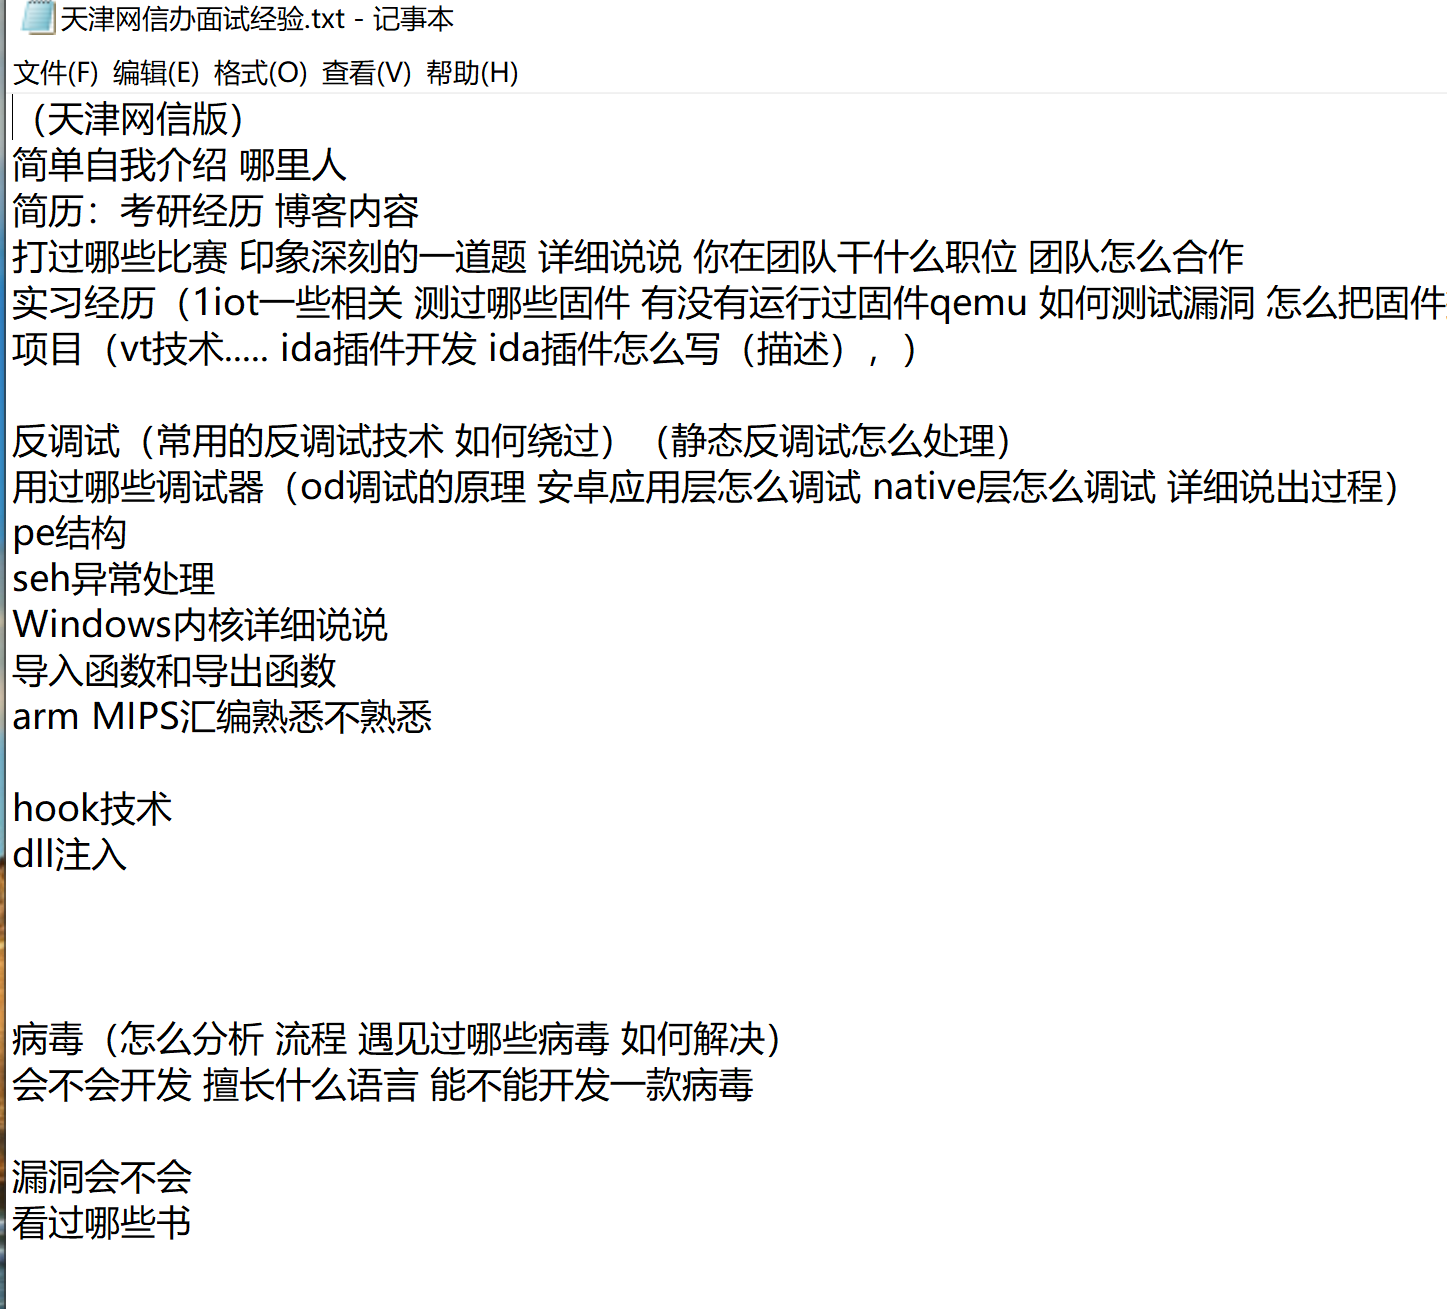 天津网信办面试经验.txt - 记事本
文件(F) 编辑(E) 格式(O) 查看(V) 帮助(H)
（天津网信版）
简单自我介绍 哪里人
简历：考研经历 博客内容
打过哪些比赛 印象深刻的一道题 详细说说 你在团队干什么职位 团队怎么合作
实习经历（1iot一些相关 测过哪些固件 有没有运行过固件qemu 如何测试漏洞 怎么把固件
项目（vt技术..... ida插件开发 ida插件怎么写（描述），）
反调试（常用的反调试技术 如何绕过）（静态反调试怎么处理）
用过哪些调试器（od调试的原理 安卓应用层怎么调试 native层怎么调试 详细说出过程）
pe结构
seh异常处理
Windows内核详细说说
导入函数和导出函数
arm MIPS汇编熟悉不熟悉
hook技术
dll注入
病毒（怎么分析 流程 遇见过哪些病毒 如何解决）
会不会开发 擅长什么语言 能不能开发一款病毒
漏洞会不会
看过哪些书